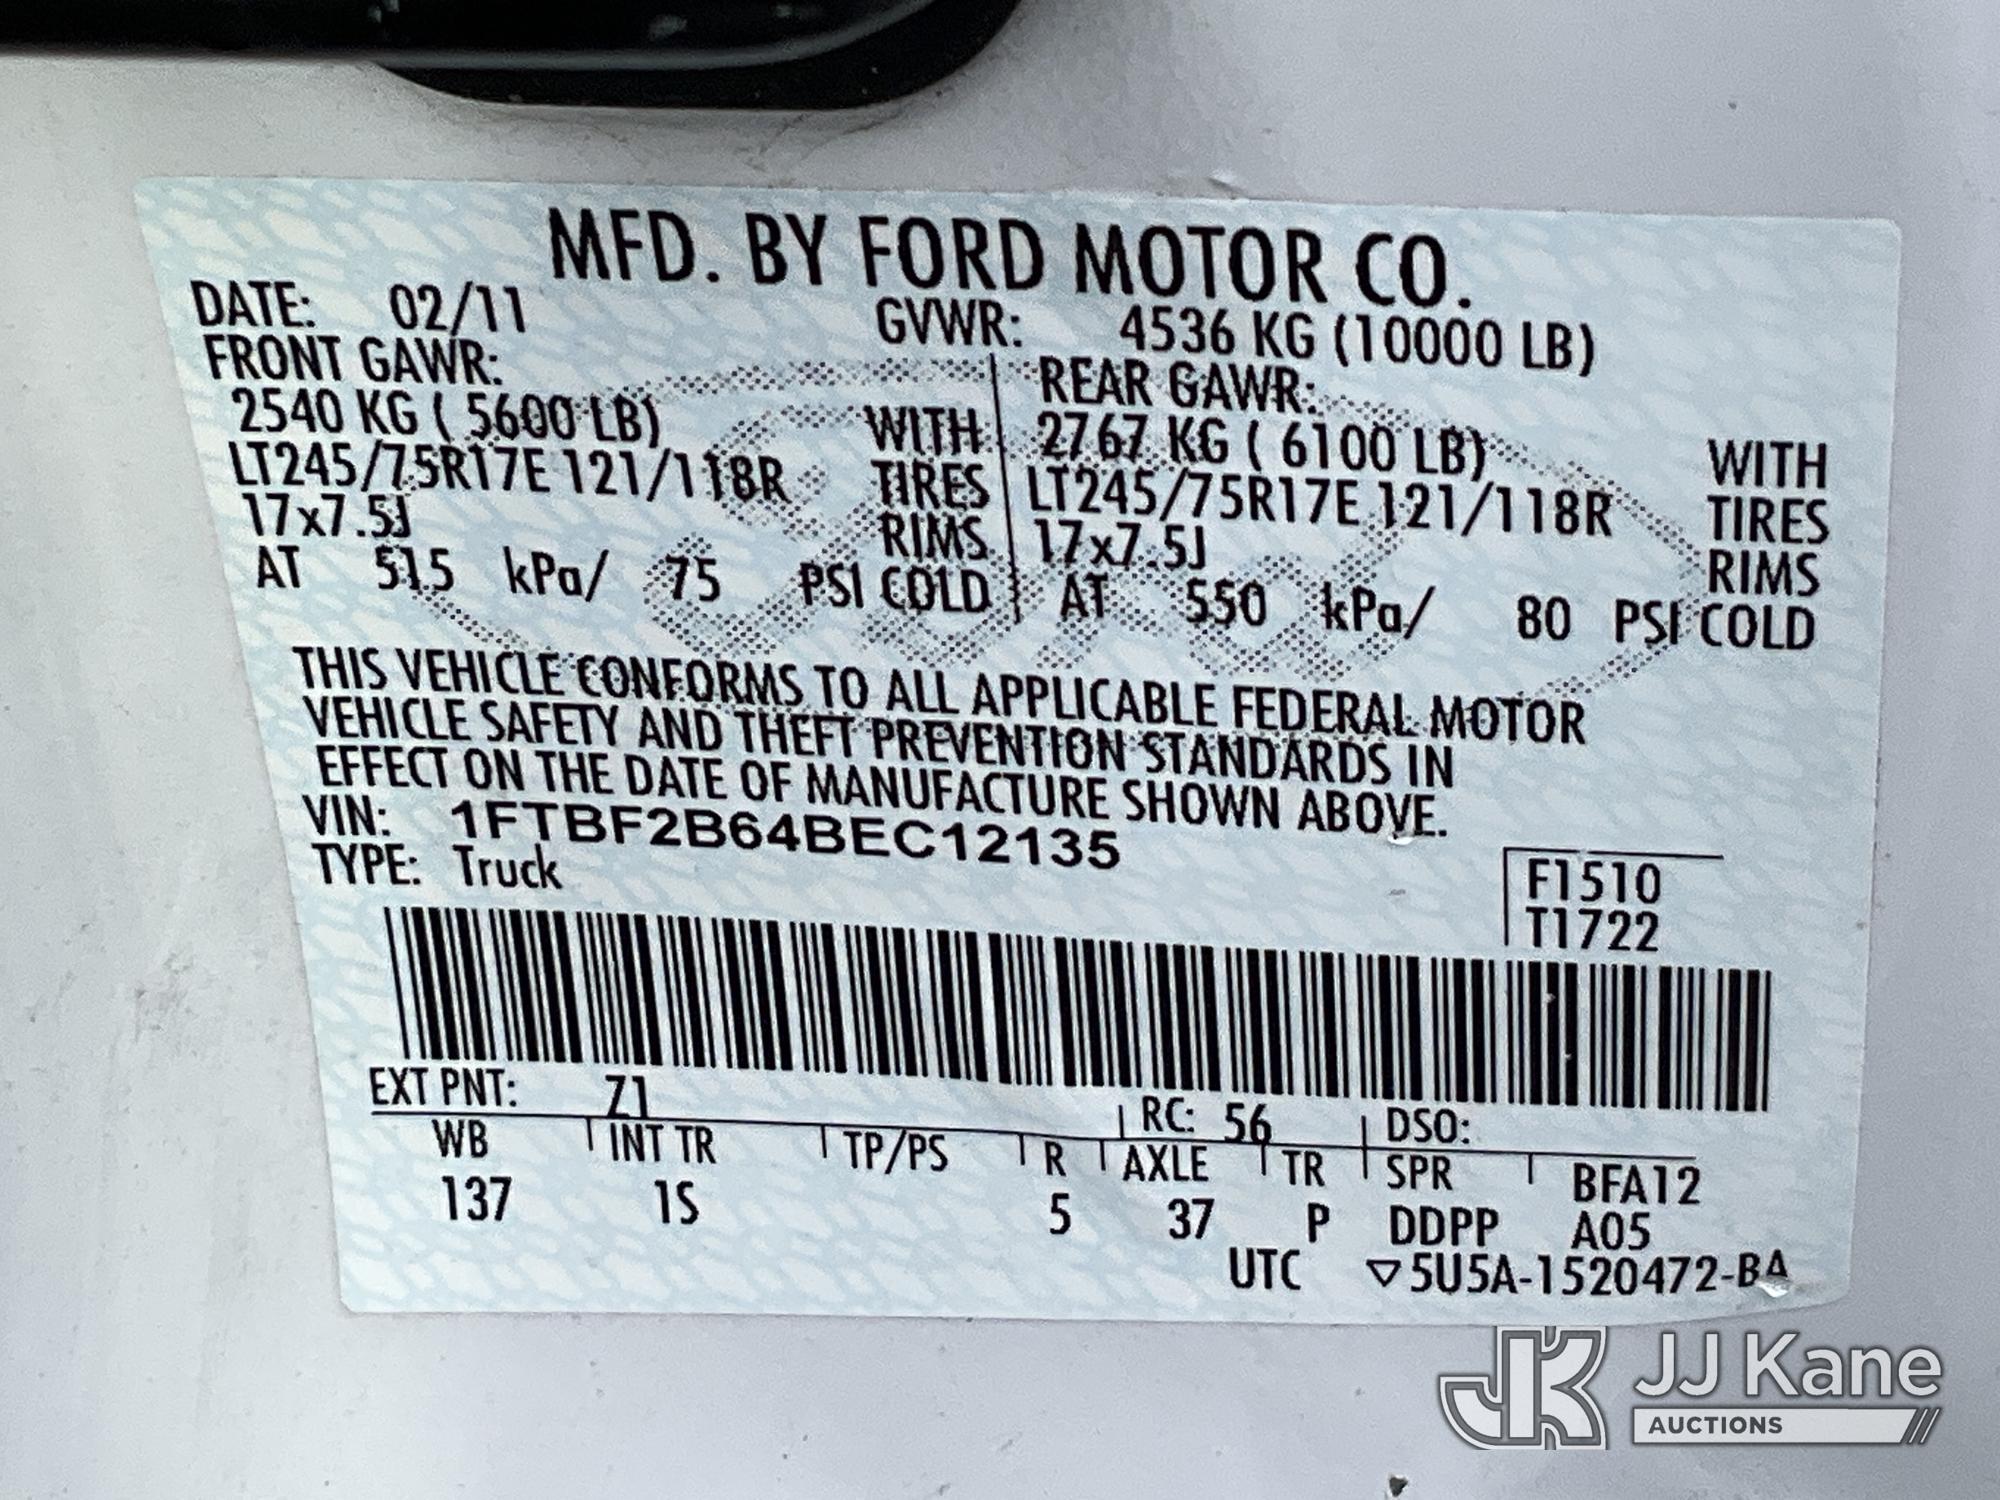 MFD. BY FORD MOTOR CO.
DATE: 02/11 GVWR: 4536 KG (10000 LB)
FRONT GAWR: REAR GAWR:
2540 KG ( 5600 LB) WITH 2767 KG ( 6100 LB) WITH
LT245/75R17E 121/118R TIRES LT245/75R17E 121/118R TIRES
17x7.5J RIMS 17x7.5J RIMS
AT 515 kPa/ 75 PSI COLD AT 550 kPa/ 80 PSI COLD
THIS VEHICLE CONFORMS TO ALL APPLICABLE FEDERAL MOTOR
VEHICLE SAFETY AND THEFT PREVENTION STANDARDS IN
EFFECT ON THE DATE OF MANUFACTURE SHOWN ABOVE.
VIN: 1FTBF2B64BEC12135
TYPE: Truck
F1510
T1722
EXT PNT: Z1 RC: 56 DSO:
WB INT TR TP/PS R AXLE TR SPR BFA12
137 1S 5 37 P DDPP A05
UTC ▽5U5A-1520472-BA
JK JJ Kane
AUCTIONS